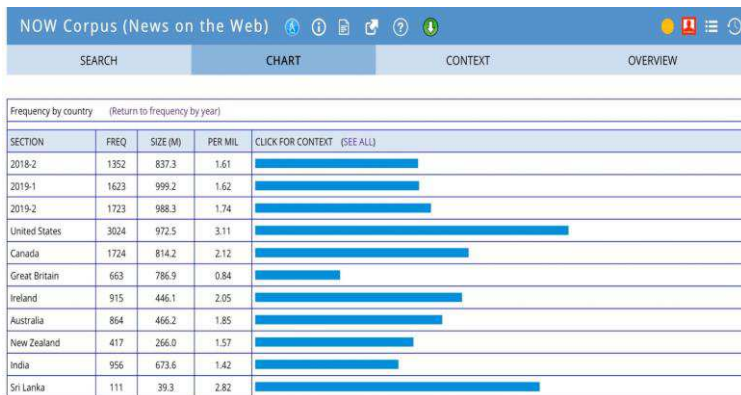 NOW Corpus (News on the Web)
SEARCH CHART CONTEXT OVERVIEW
Frequency by country (Return to frequency by year)
SECTION FREQ SIZE (M) PER MIL CLICK FOR CONTEXT (SEE ALL)
2018-2 1352 837.3 1.61
2019-1 1623 999.2 1.62
2019-2 1723 988.3 1.74
United States 3024 972.5 3.11
Canada 1724 814.2 2.12
Great Britain 663 786.9 0.84
Ireland 915 446.1 2.05
Australia 864 466.2 1.85
New Zealand 417 266.0 1.57
India 956 673.6 1.42
Sri Lanka 111 39.3 2.82